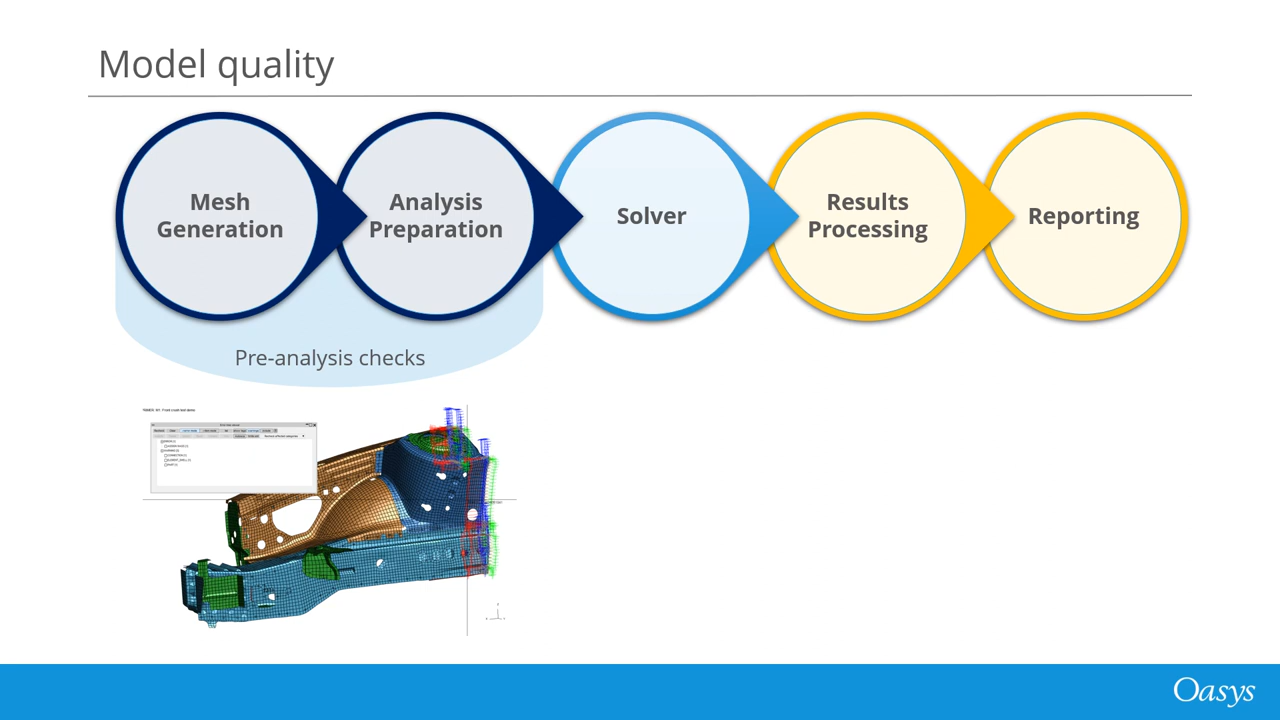 Model quality
Mesh
Generation
Analysis
Preparation
Solver
Results
Processing
Reporting
Pre-analysis checks
Oasys